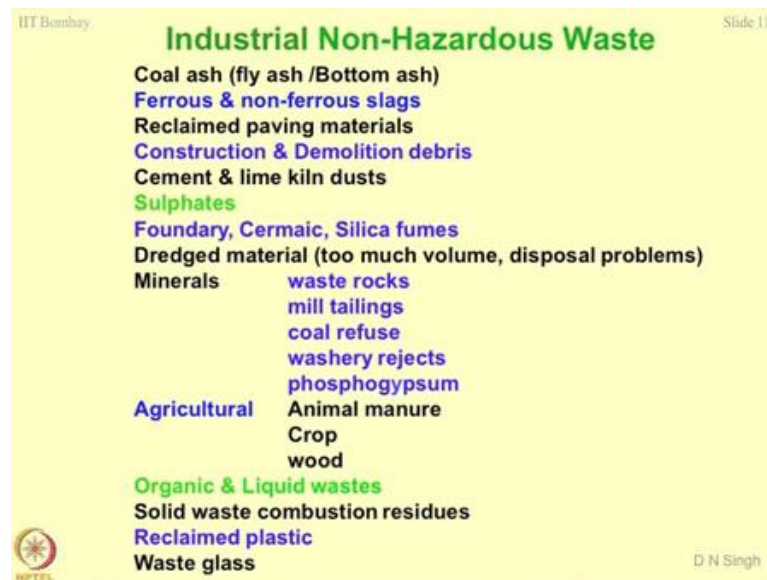 IIT Bombay
Slide 11
Industrial Non-Hazardous Waste
Coal ash (fly ash /Bottom ash)
Ferrous & non-ferrous slags
Reclaimed paving materials
Construction & Demolition debris
Cement & lime kiln dusts
Sulphates
Foundary, Cermaic, Silica fumes
Dredged material (too much volume, disposal problems)
Minerals waste rocks
mill tailings
coal refuse
washery rejects
phosphogypsum
Agricultural Animal manure
Crop
wood
Organic & Liquid wastes
Solid waste combustion residues
Reclaimed plastic
Waste glass
D N Singh
NPTEL